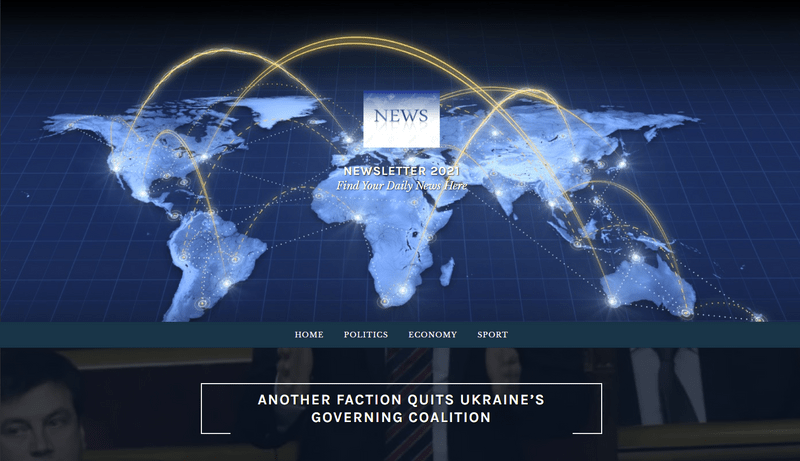 NEWS
NEWSLETTER 2021
Find Your Daily News Here
HOME POLITICS ECONOMY SPORT
ANOTHER FACTION QUITS UKRAINE'S
GOVERNING COALITION